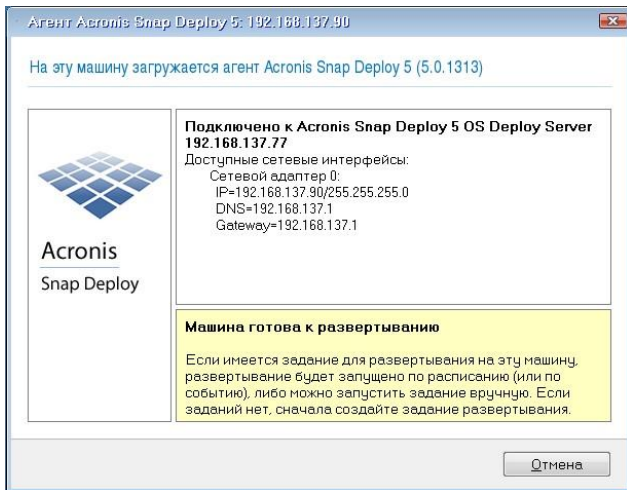 Агент Acronis Snap Deploy 5: 192.168.137.90
На эту машину загружается агент Acronis Snap Deploy 5 (5.0.1313)
Acronis
Snap Deploy
Подключено к Acronis Snap Deploy 5 OS Deploy Server
192.168.137.77
Доступные сетевые интерфейсы:
Сетевой адаптер 0:
IP=192.168.137.90/255.255.255.0
DNS=192.168.137.1
Gateway=192.168.137.1
Машина готова к развертыванию
Если имеется задание для развертывания на эту машину,
развертывание будет запущено по расписанию (или по
событию), либо можно запустить задание вручную. Если
заданий нет, сначала создайте задание развертывания.
Отмена